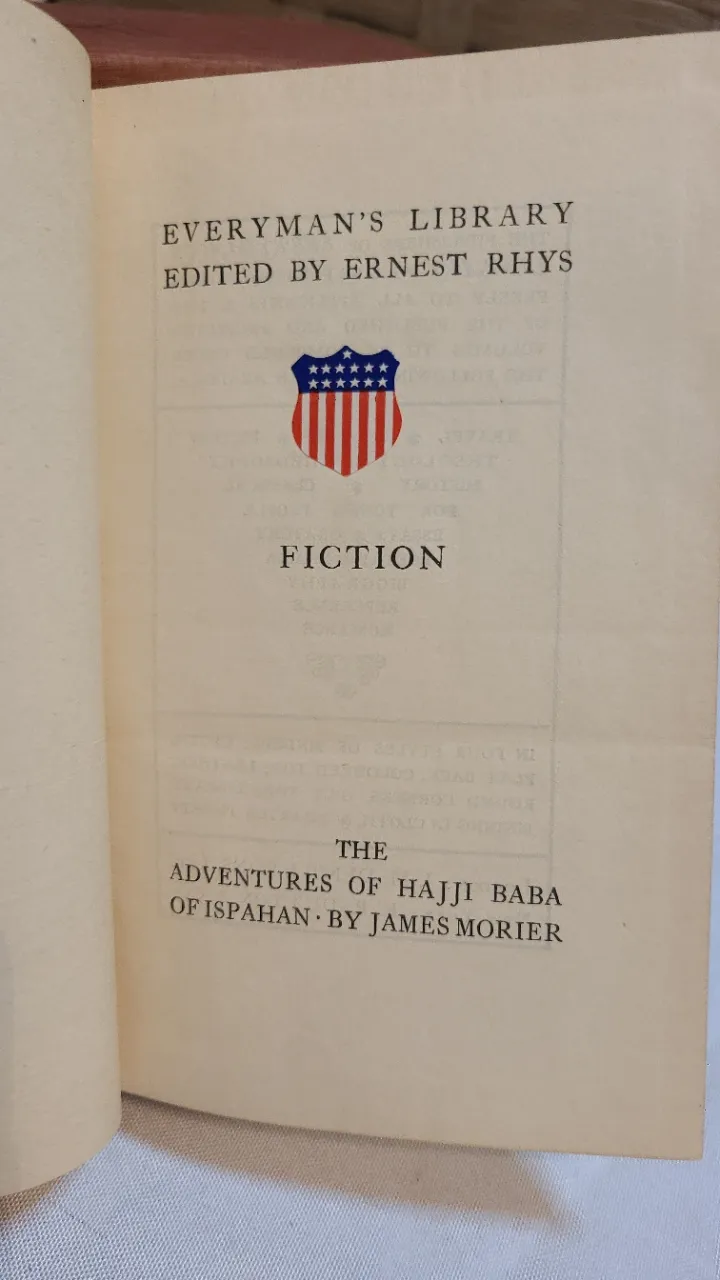 EVERYMAN'S LIBRARY
EDITED BY ERNEST RHYS
FICTION
THE
ADVENTURES OF HAJJI BABA
OF ISPAHAN · BY JAMES MORIER